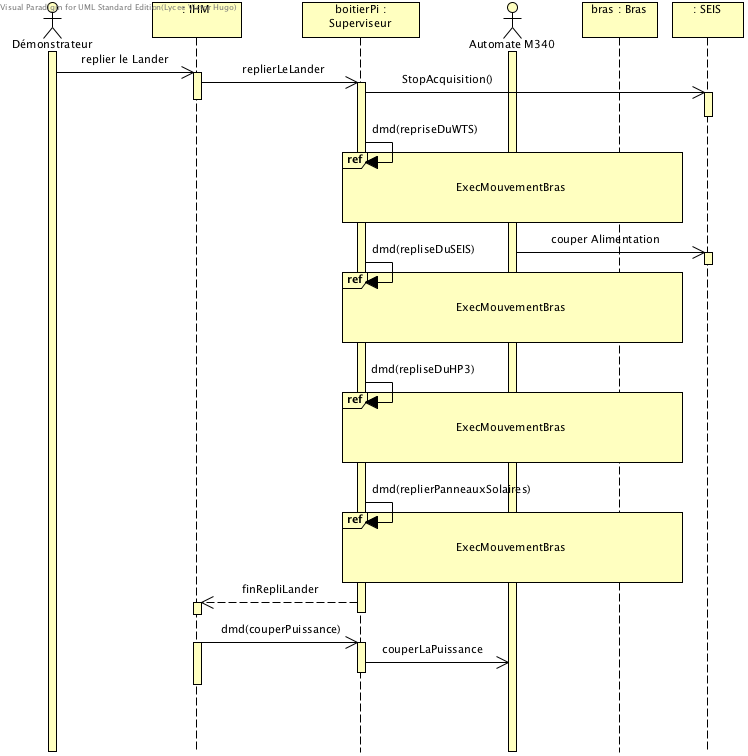 Visual Paradigm for UML Standard Edition(Lycee Victor Hugo)
: IHM
boitierPi :
Superviseur
bras : Bras
: SEIS
Démonstrateur
Automate M340
replier le Lander
replierLeLander
StopAcquisition()
dmd(repriseDuWTS)
ref
ExecMouvementBras
couper Alimentation
dmd(repliseDuSEIS)
ref
ExecMouvementBras
dmd(repliseDuHP3)
ref
ExecMouvementBras
dmd(replierPanneauxSolaires)
ref
ExecMouvementBras
finRepliLander
dmd(couperPuissance)
couperLaPuissance